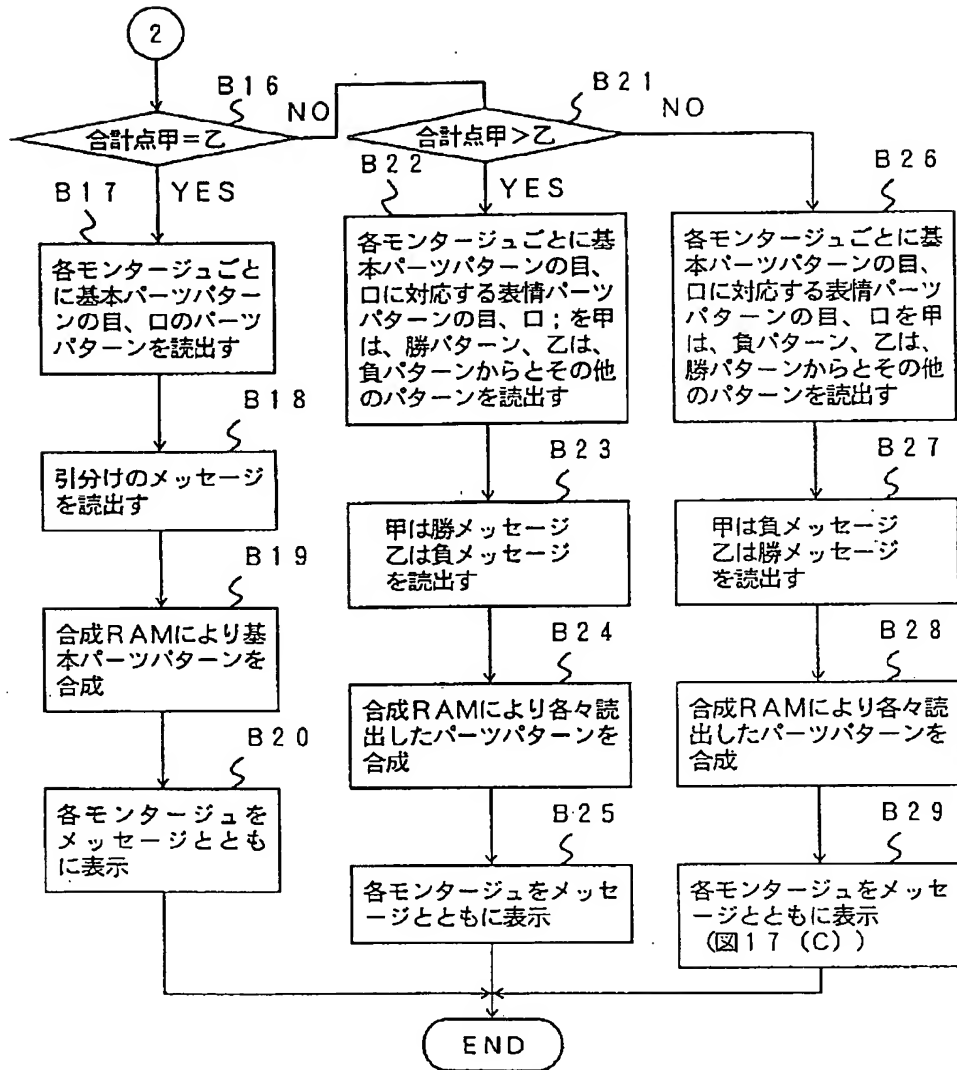 2
B16
合計点甲=乙
NO
YES
B17
各モンタージュごと
に基本パーツパター
ンの目、口のパーツ
パターンを読出す
B18
引分けのメッセージ
を読出す
B19
合成RAMにより基
本パーツパターンを
合成
B20
各モンタージュを
メッセージととも
に表示
B21
合計点甲>乙
NO
YES
B22
各モンタージュごとに基
本パーツパターンの目、
口に対応する表情パーツ
パターンの目、口;を甲
は、勝パターン、乙は、
負パターンからとその他
のパターンを読出す
B23
甲は勝メッセージ
乙は負メッセージ
を読出す
B24
合成RAMにより各々読
出したパーツパターンを
合成
B25
各モンタージュをメッセ
ージとともに表示
B26
各モンタージュごとに基
本パーツパターンの目、
口に対応する表情パーツ
パターンの目、口を甲
は、負パターン、乙は、
勝パターンからとその他
のパターンを読出す
B27
甲は負メッセージ
乙は勝メッセージ
を読出す
B28
合成RAMにより各々読
出したパーツパターンを
合成
B29
各モンタージュをメッセ
ージとともに表示
(図17(C))
END